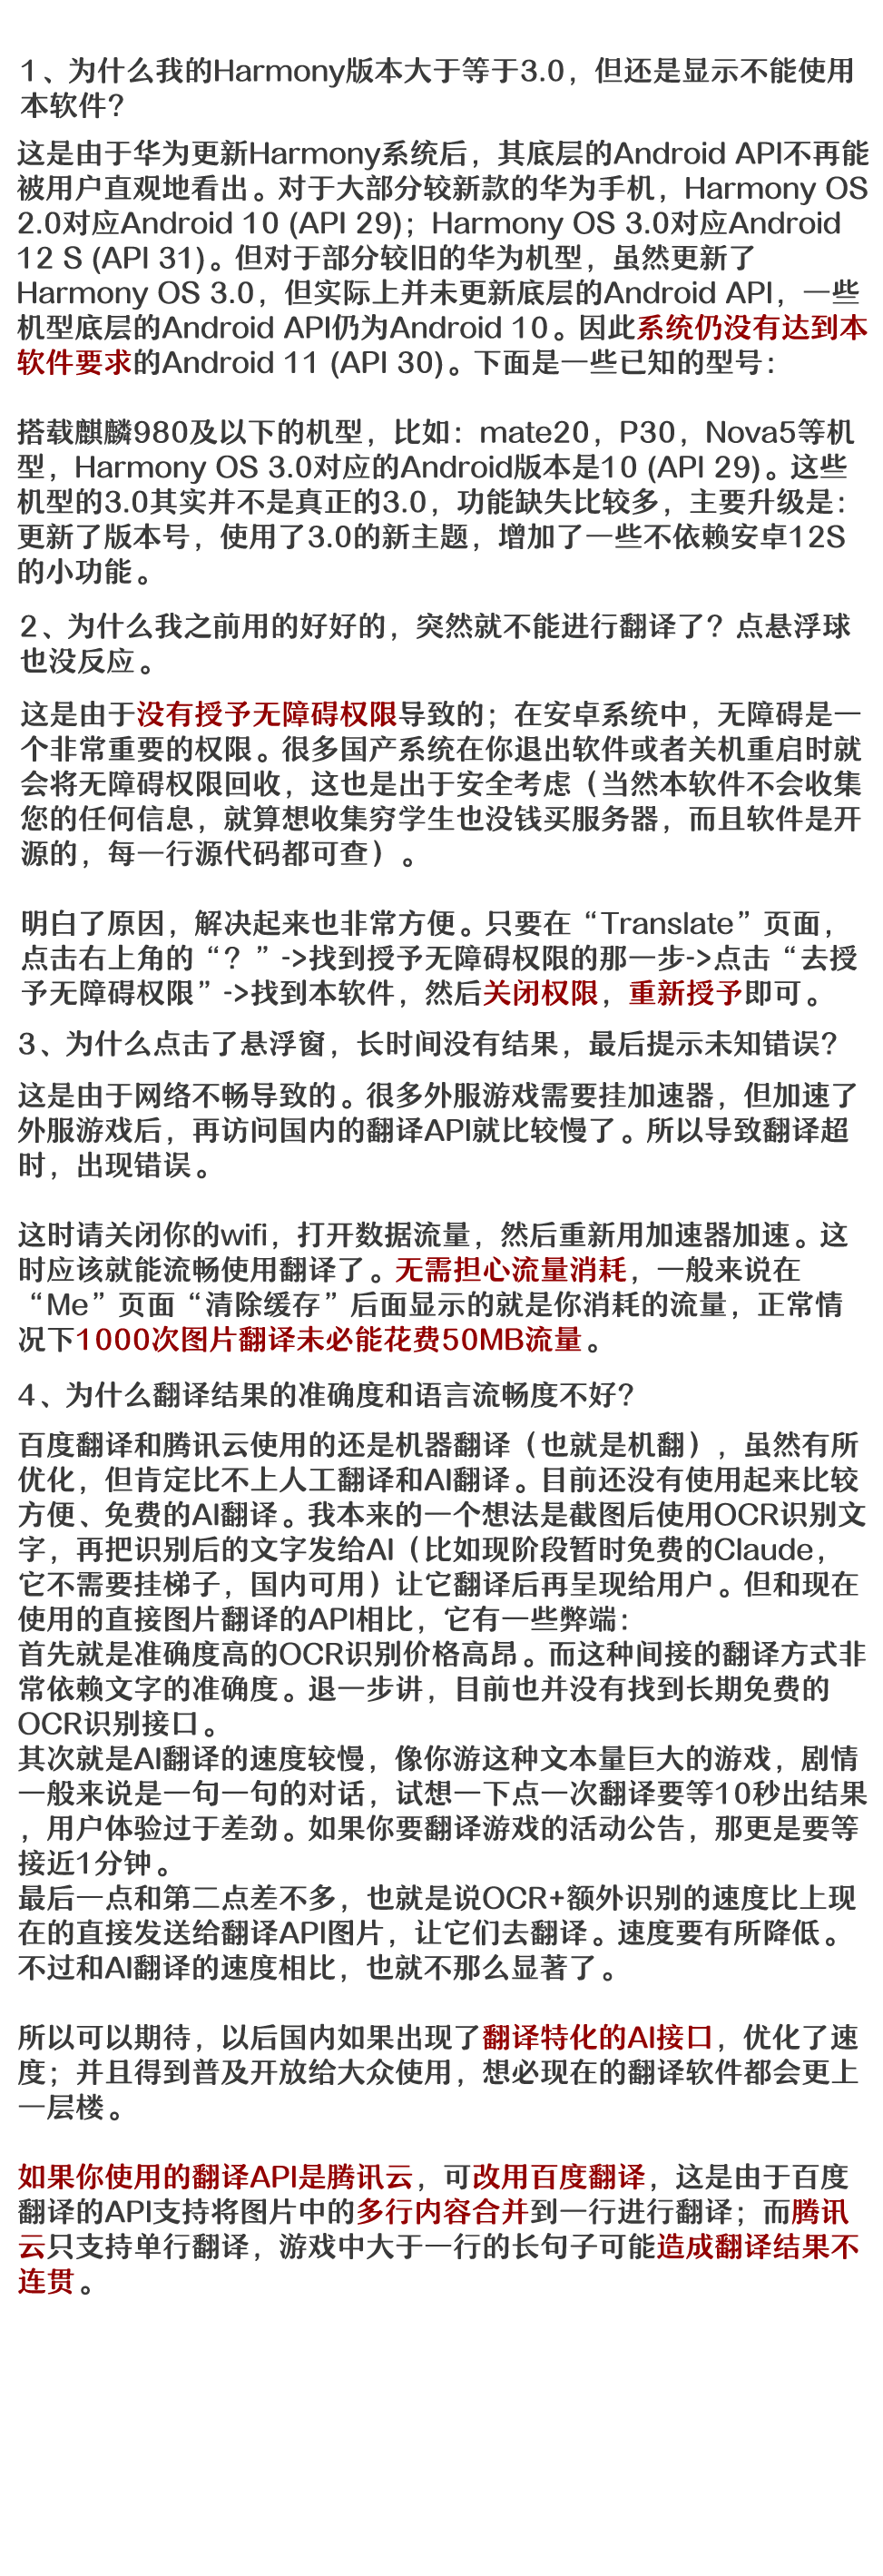 1、为什么我的Harmony版本大于等于3.0，但还是显示不能使用
本软件？
这是由于华为更新Harmony系统后，其底层的Android API不再能
被用户直观地看出。对于大部分较新款的华为手机，Harmony OS
2.0对应Android 10 (API 29)；Harmony OS 3.0对应Android
12 S (API 31)。但对于部分较旧的华为机型，虽然更新了
Harmony OS 3.0，但实际上并未更新底层的Android API，一些
机型底层的Android API仍为Android 10。因此系统仍没有达到本
软件要求的Android 11 (API 30)。下面是一些已知的型号：
搭载麒麟980及以下的机型，比如：mate20，P30，Nova5等机
型，Harmony OS 3.0对应的Android版本是10 (API 29)。这些
机型的3.0其实并不是真正的3.0，功能缺失比较多，主要升级是：
更新了版本号，使用了3.0的新主题，增加了一些不依赖安卓12S
的小功能。
2、为什么我之前用的好好的，突然就不能进行翻译了？点悬浮球
也没反应。
这是由于没有授予无障碍权限导致的；在安卓系统中，无障碍是一
个非常重要的权限。很多国产系统在你退出软件或者关机重启时就
会将无障碍权限回收，这也是出于安全考虑（当然本软件不会收集
您的任何信息，就算想收集穷学生也没钱买服务器，而且软件是开
源的，每一行源代码都可查）。
明白了原因，解决起来也非常方便。只要在“Translate”页面，
点击右上角的“？”->找到授予无障碍权限的那一步->点击“去授
予无障碍权限”->找到本软件，然后关闭权限，重新授予即可。
3、为什么点击了悬浮窗，长时间没有结果，最后提示未知错误？
这是由于网络不畅导致的。很多外服游戏需要挂加速器，但加速了
外服游戏后，再访问国内的翻译API就比较慢了。所以导致翻译超
时，出现错误。
这时请关闭你的wifi，打开数据流量，然后重新用加速器加速。这
时应该就能流畅使用翻译了。无需担心流量消耗，一般来说在
“Me”页面“清除缓存”后面显示的就是你消耗的流量，正常情
况下1000次图片翻译未必能花费50MB流量。
4、为什么翻译结果的准确度和语言流畅度不好？
百度翻译和腾讯云使用的还是机器翻译（也就是机翻），虽然有所
优化，但肯定比不上人工翻译和AI翻译。目前还没有使用起来比较
方便、免费的AI翻译。我本来的一个想法是截图后使用OCR识别文
字，再把识别后的文字发给AI（比如现阶段暂时免费的Claude，
它不需要挂梯子，国内可用）让它翻译后再呈现给用户。但和现在
使用的直接图片翻译的API相比，它有一些弊端：
首先就是准确度高的OCR识别价格高昂。而这种间接的翻译方式非
常依赖文字的准确度。退一步讲，目前也并没有找到长期免费的
OCR识别接口。
其次就是AI翻译的速度较慢，像你游这种文本量巨大的游戏，剧情
一般来说是一句一句的对话，试想一下点一次翻译要等10秒出结果
，用户体验过于差劲。如果你要翻译游戏的活动公告，那更是要等
接近1分钟。
最后一点和第二点差不多，也就是说OCR+额外识别的速度比上现
在的直接发送给翻译API图片，让它们去翻译。速度要有所降低。
不过和AI翻译的速度相比，也就不那么显著了。
所以可以期待，以后国内如果出现了翻译特化的AI接口，优化了速
度；并且得到普及开放给大众使用，想必现在的翻译软件都会更上
一层楼。
如果你使用的翻译API是腾讯云，可改用百度翻译，这是由于百度
翻译的API支持将图片中的多行内容合并到一行进行翻译；而腾讯
云只支持单行翻译，游戏中大于一行的长句子可能造成翻译结果不
连贯。